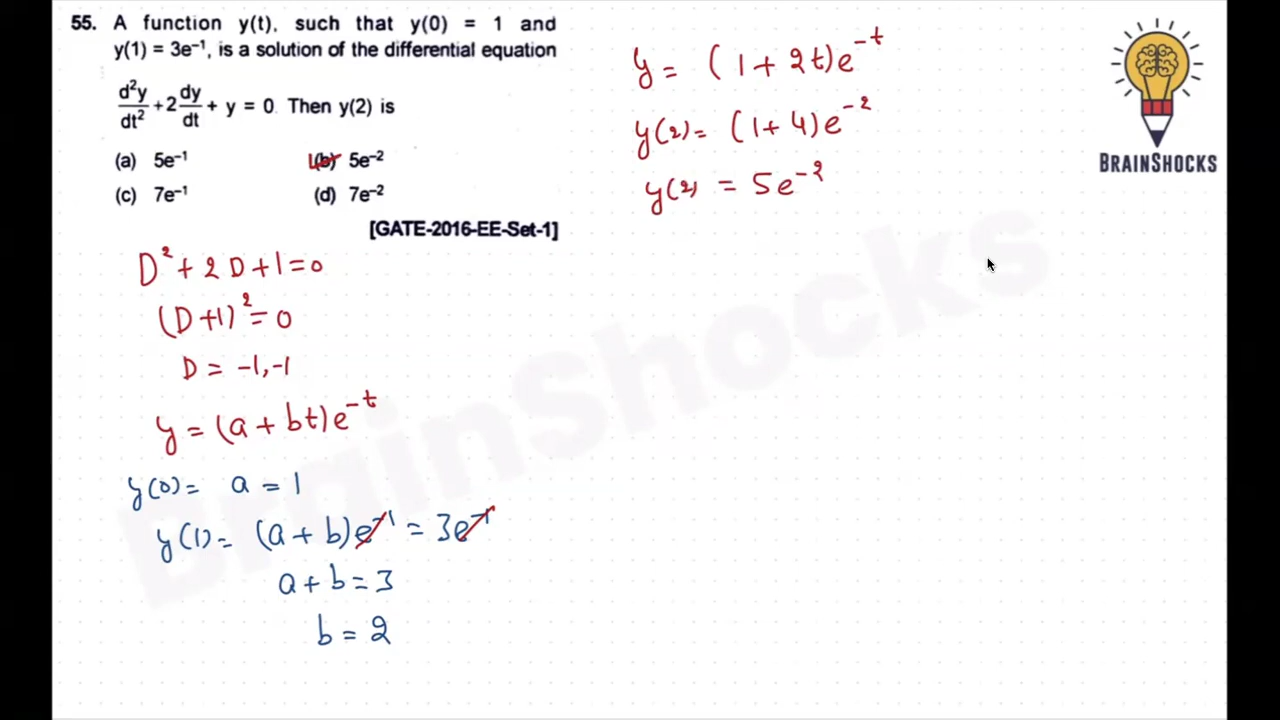 55. A function y(t), such that y(0) = 1 and
y(1) = 3e⁻¹, is a solution of the differential equation
d²y/dt² + 2 dy/dt + y = 0. Then y(2) is
(a) 5e⁻¹ (b) 5e⁻²
(c) 7e⁻¹ (d) 7e⁻²
[GATE-2016-EE-Set-1]
D² + 2D + 1 = 0
(D + 1)² = 0
D = -1, -1
y = (a + bt)e⁻ᵗ
y(0) = a = 1
y(1) = (a + b)e⁻¹ = 3e⁻¹
a + b = 3
b = 2
y = (1 + 2t)e⁻ᵗ
y(2) = (1 + 4)e⁻²
y(2) = 5e⁻²
BRAINSHOCKS
BrainShocks